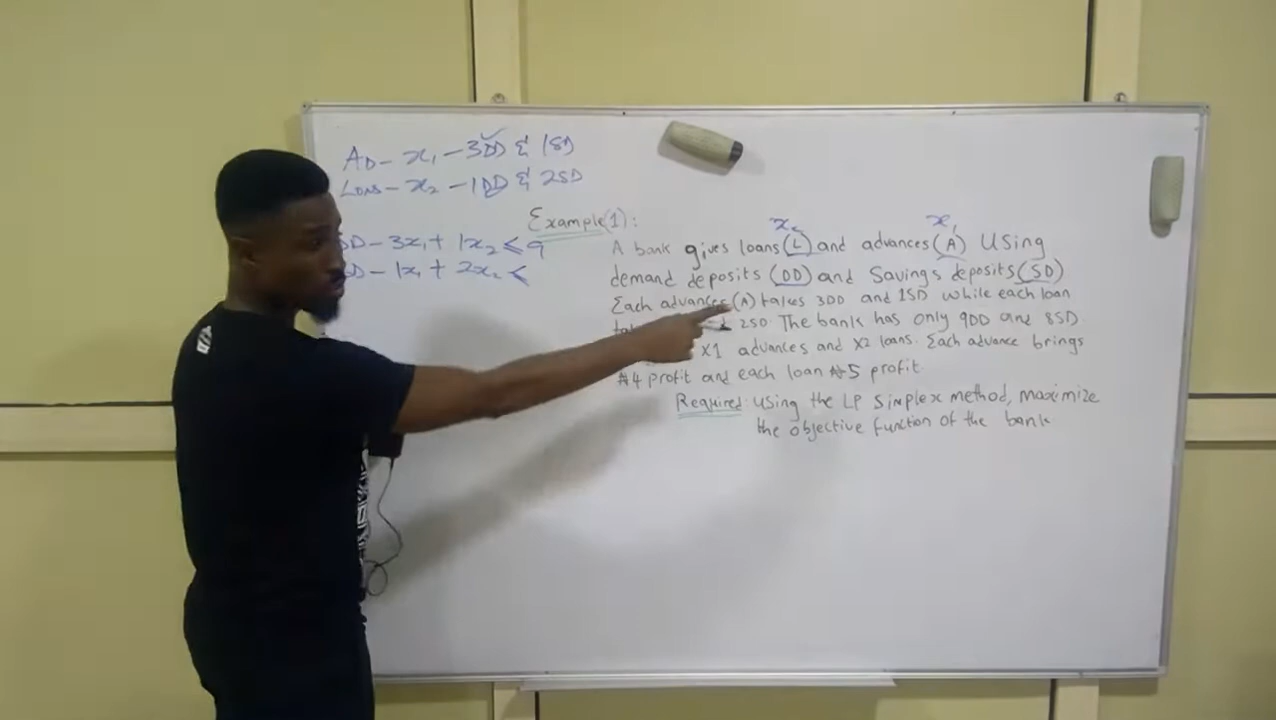 AD - x1 - 3DD & 1SD
Loans - x2 - 1DD & 2SD
DD - 3x1 + 1x2 ≤ 9
D - 1x1 + 2x2 ≤
Example(1):
x2 x1
A bank gives loans (L) and advances (A) Using
demand deposits (DD) and Savings deposits (SD)
Each advances (A) takes 3DD and 1SD while each loan
2SD. The bank has only 9DD and 8SD.
X1 advances and X2 loans. Each advance brings
₦4 profit and each loan ₦5 profit.
Required: Using the LP Simplex method, maximize
the objective function of the bank